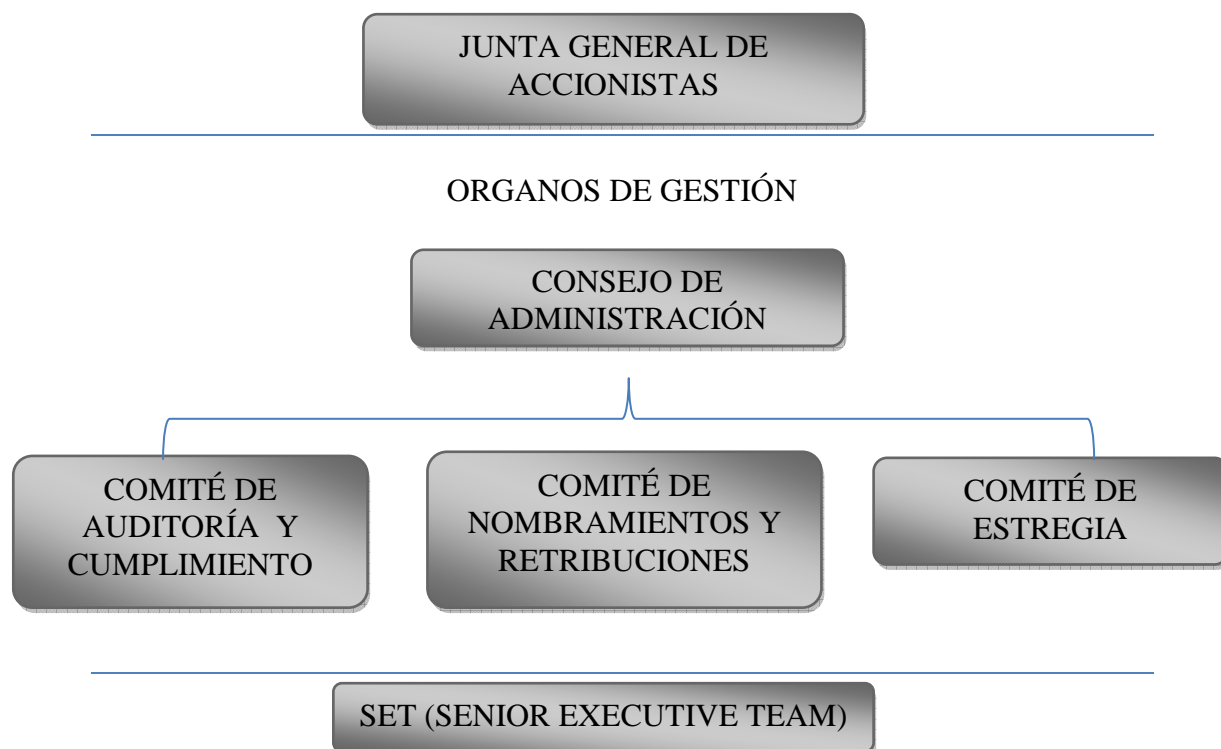 JUNTA GENERAL DE
ACCIONISTAS
ORGANOS DE GESTIÓN
CONSEJO DE
ADMINISTRACIÓN
COMITÉ DE
AUDITORÍA Y
CUMPLIMIENTO
COMITÉ DE
NOMBRAMIENTOS Y
RETRIBUCIONES
COMITÉ DE
ESTREGIA
SET (SENIOR EXECUTIVE TEAM)